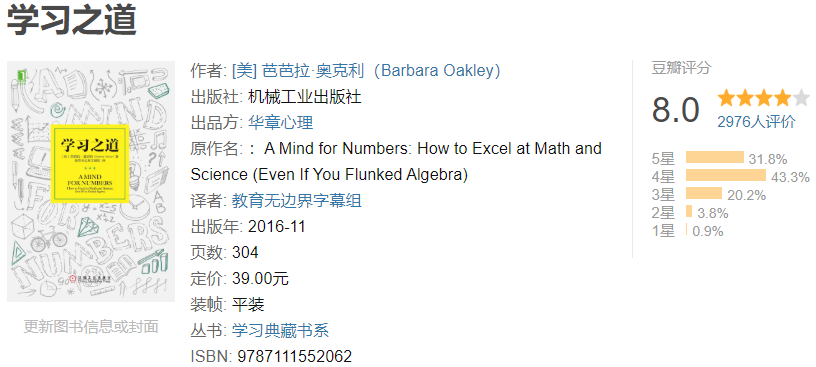 学习之道
学习之道
A MIND
FOR NUMBERS
作者: [美] 芭芭拉·奥克利（Barbara Oakley）
出版社: 机械工业出版社
出品方: 华章心理
原作名: ：A Mind for Numbers: How to Excel at Math and
Science (Even If You Flunked Algebra)
译者: 教育无边界字幕组
出版年: 2016-11
页数: 304
定价: 39.00元
装帧: 平装
丛书: 学习典藏书系
ISBN: 9787111552062
更新图书信息或封面
豆瓣评分
8.0
2976人评价
5星 31.8%
4星 43.3%
3星 20.2%
2星 3.8%
1星 0.9%